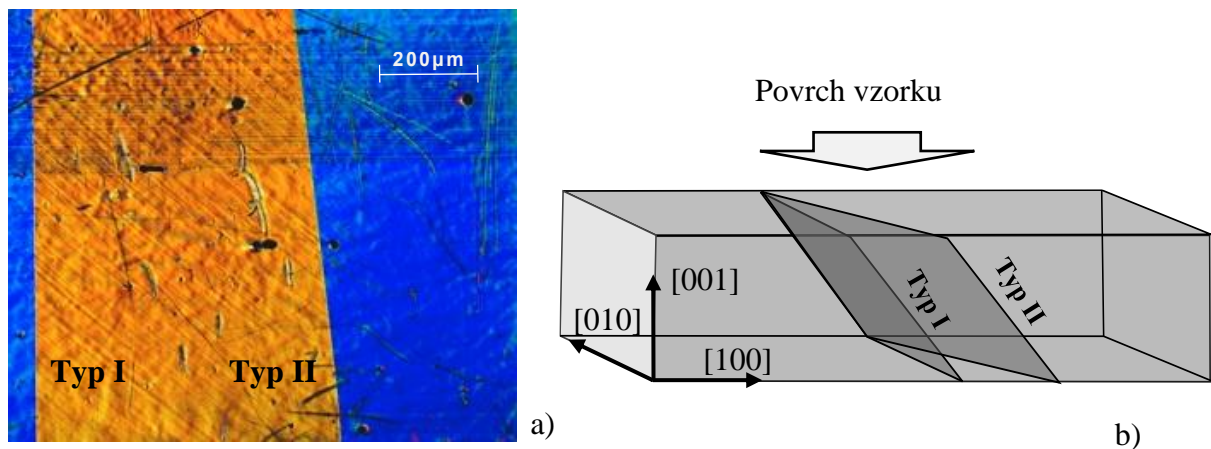 200µm
Typ I
Typ II
a)
Povrch vzorku
[001]
[010]
[100]
Typ I
Typ II
b)